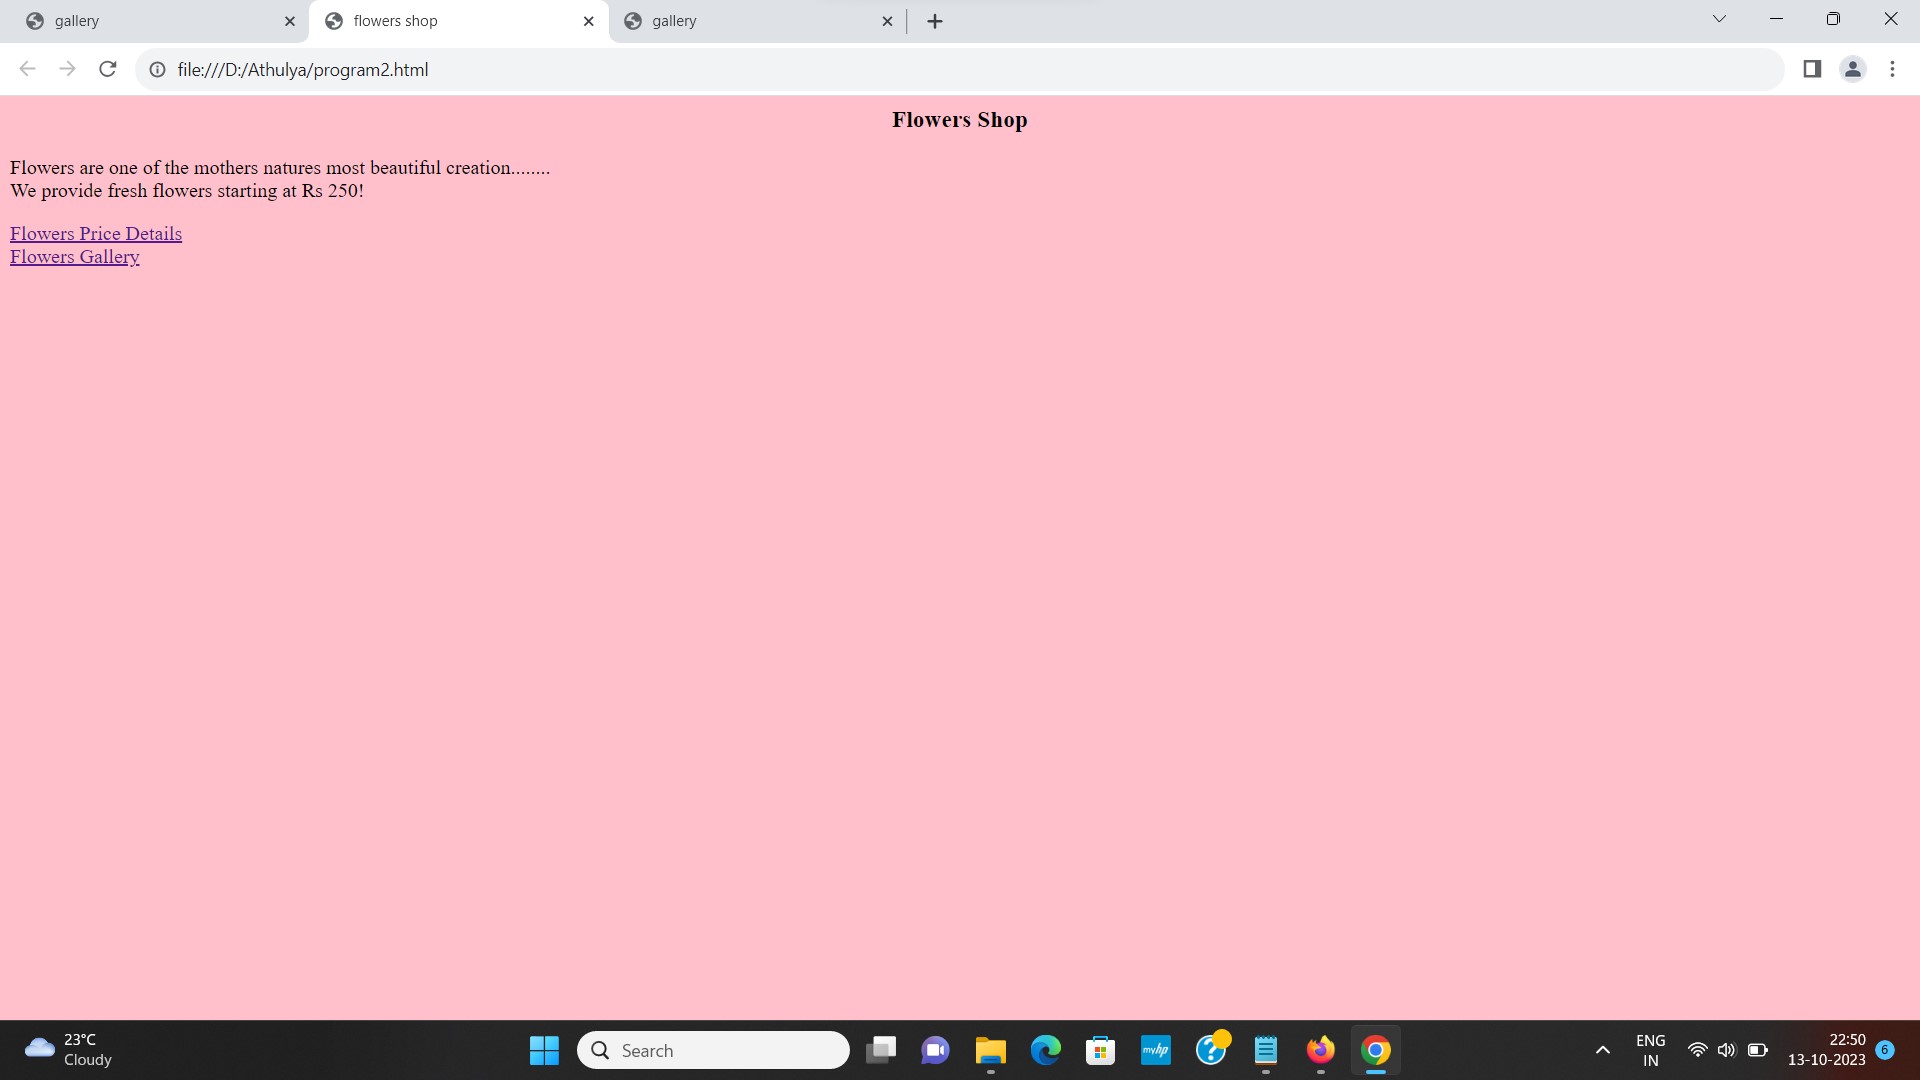 gallery
flowers shop
gallery
file:///D:/Athulya/program2.html
Flowers Shop
Flowers are one of the mothers natures most beautiful creation........
We provide fresh flowers starting at Rs 250!
Flowers Price Details
Flowers Gallery
23°C
Cloudy
Search
myhp
ENG
IN
22:50
13-10-2023
6